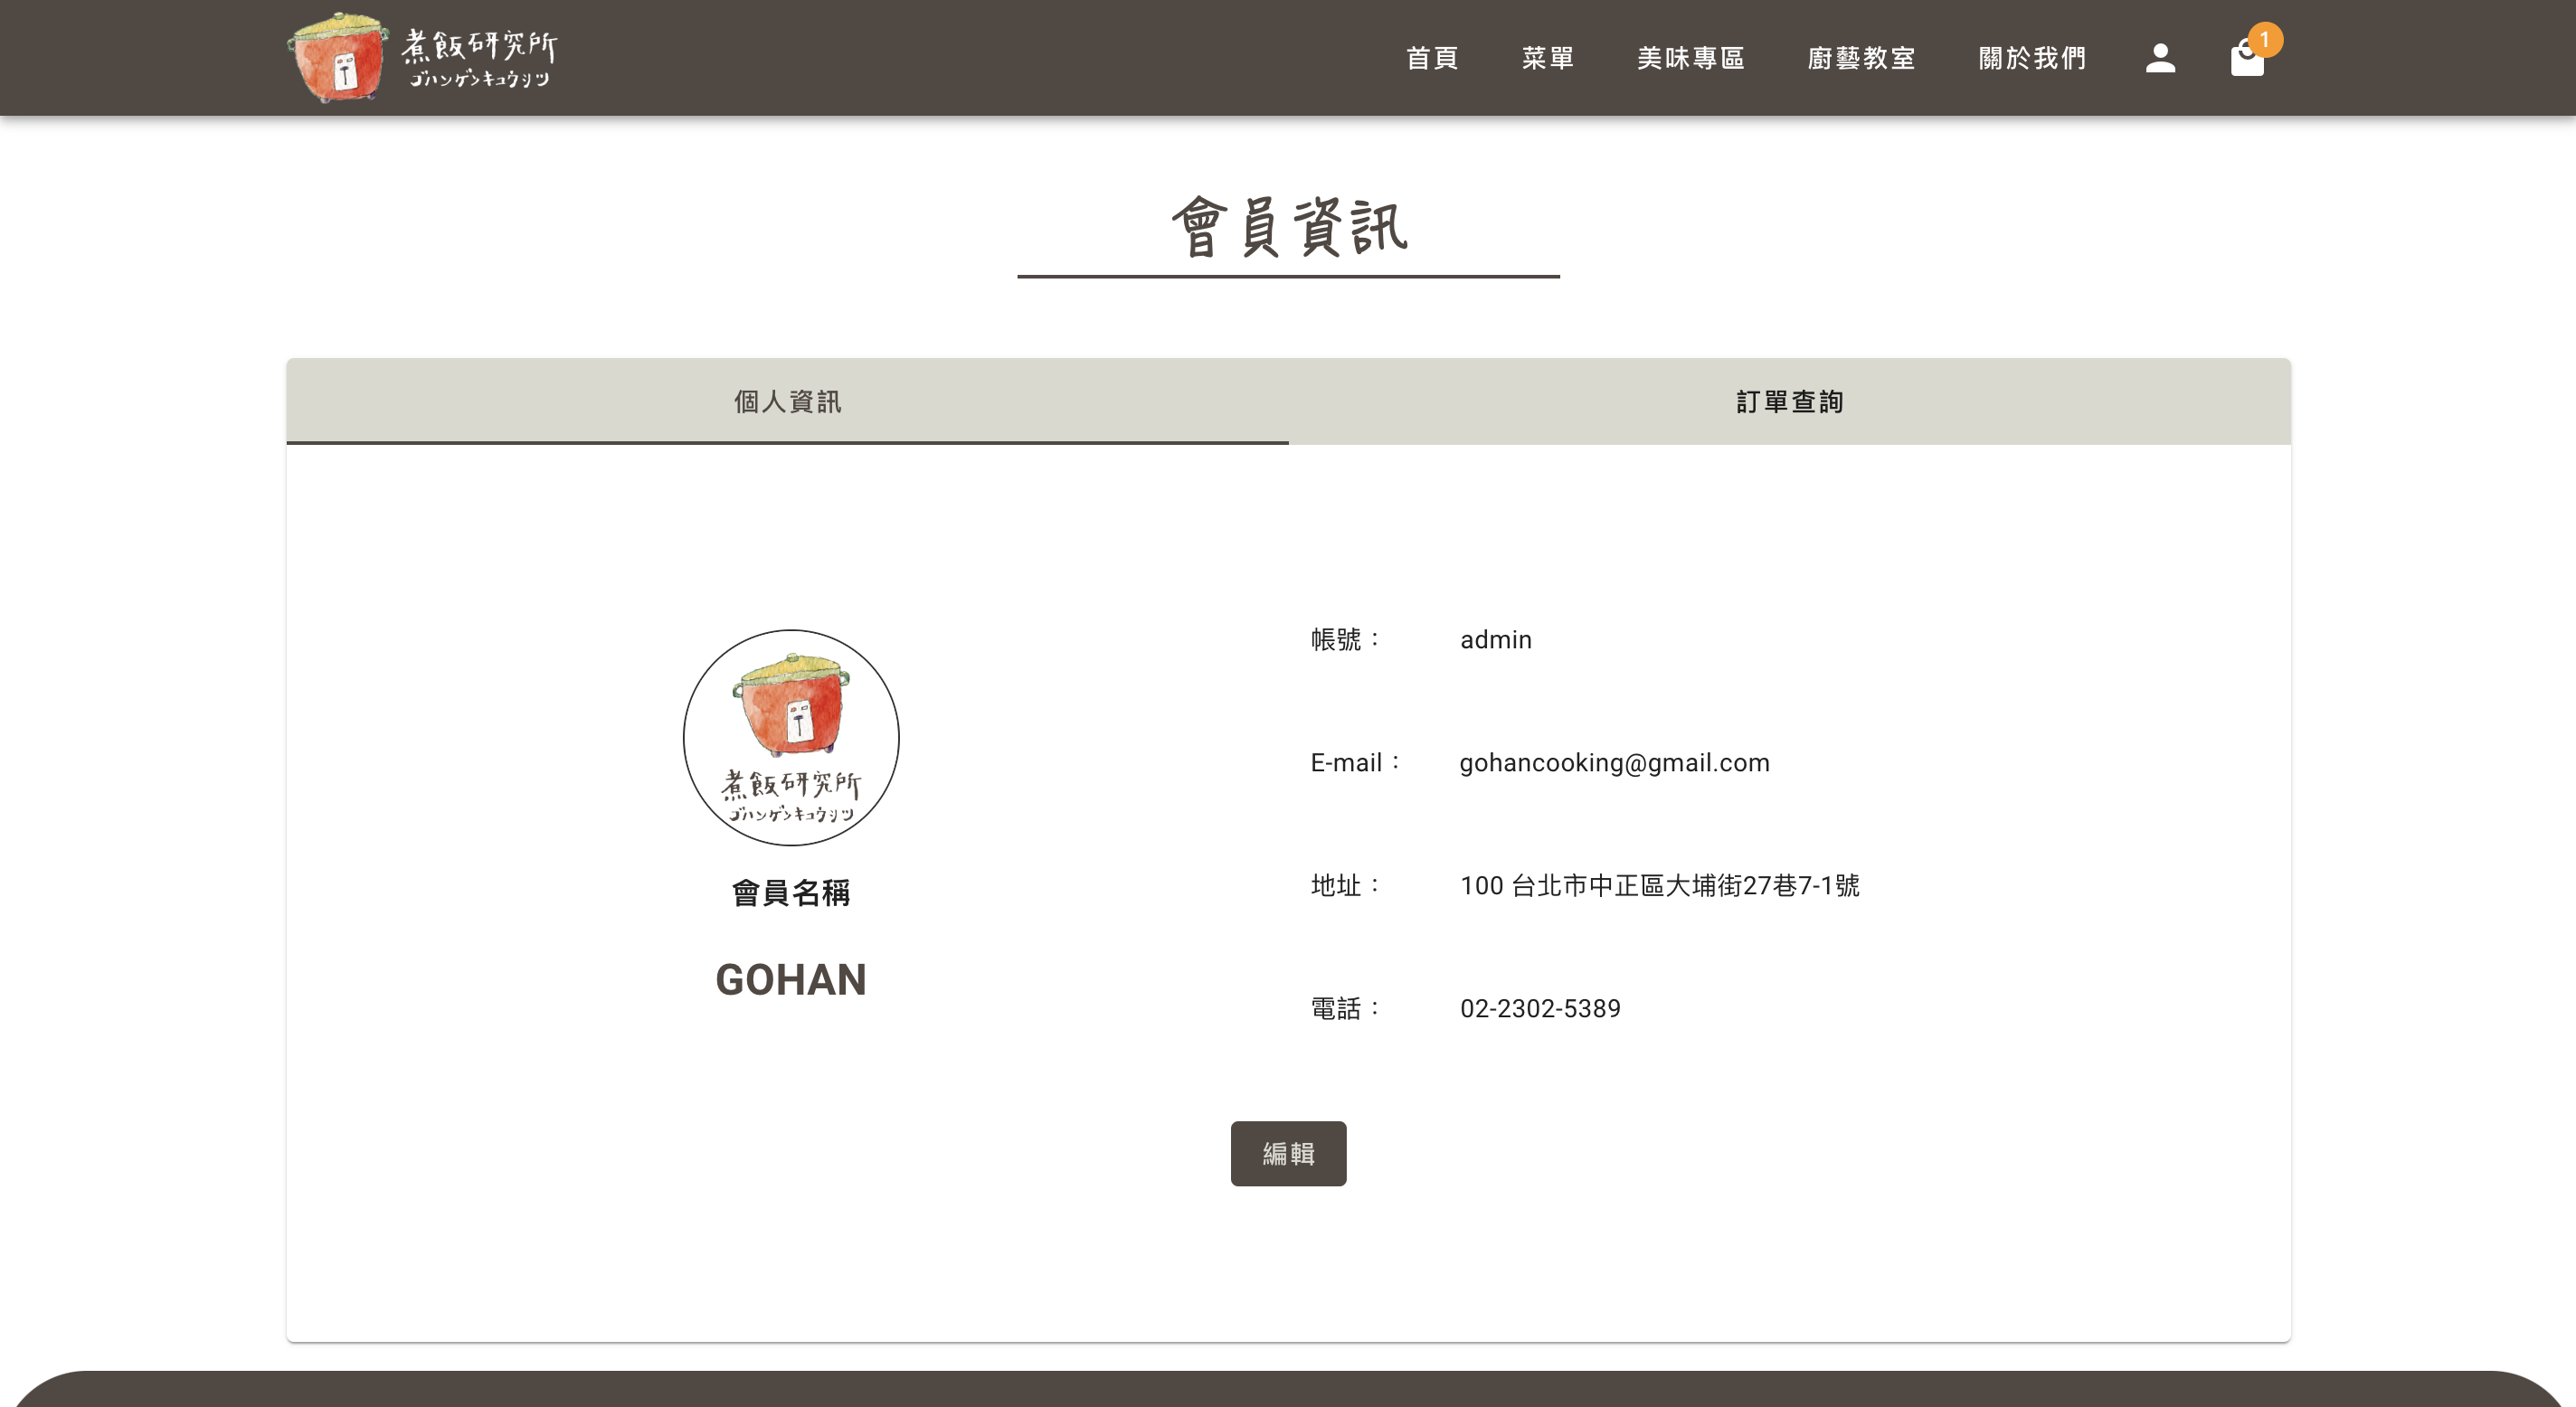 煮飯研究所
ゴハンゲンキュウジツ
首頁 菜單 美味專區 廚藝教室 關於我們 1
會員資訊
個人資訊 訂單查詢
煮飯研究所
ゴハンゲンキュウジツ
會員名稱
GOHAN
帳號： admin
E-mail： gohancooking@gmail.com
地址： 100 台北市中正區大埔街27巷7-1號
電話： 02-2302-5389
編輯